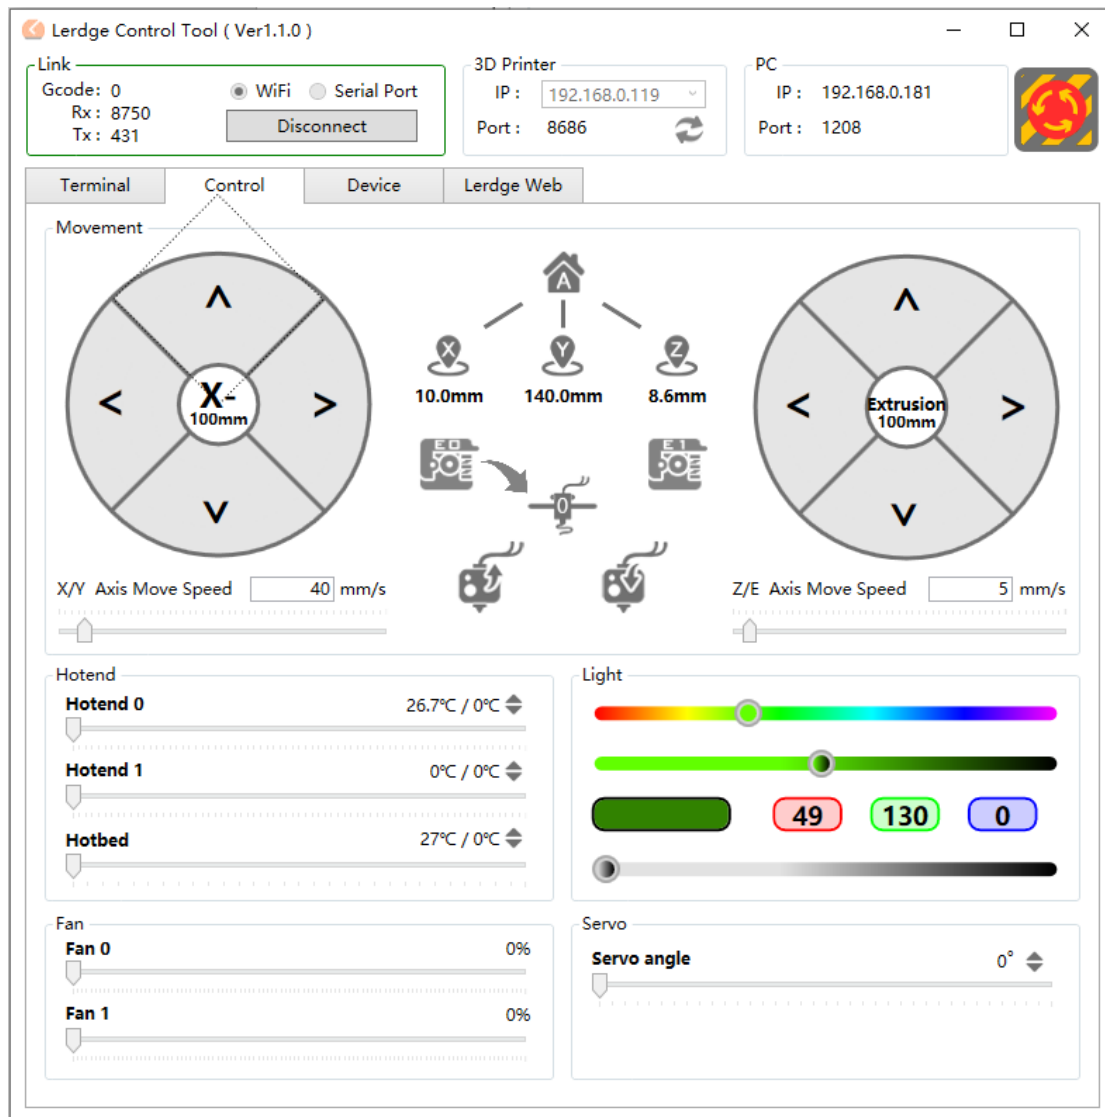 Lerdge Control Tool ( Ver1.1.0 )
Link
Gcode: 0
Rx : 8750
Tx : 431
WiFi
Serial Port
Disconnect
3D Printer
IP : 192.168.0.119
Port : 8686
PC
IP : 192.168.0.181
Port : 1208
Terminal
Control
Device
Lerdge Web
Movement
A
X
Y
Z
10.0mm
140.0mm
8.6mm
X-
100mm
E0
E1
0
Extrusion
100mm
X/Y Axis Move Speed 40 mm/s
Z/E Axis Move Speed 5 mm/s
Hotend
Hotend 0 26.7℃ / 0℃
Hotend 1 0℃ / 0℃
Hotbed 27℃ / 0℃
Light
49 130 0
Fan
Fan 0 0%
Fan 1 0%
Servo
Servo angle 0°